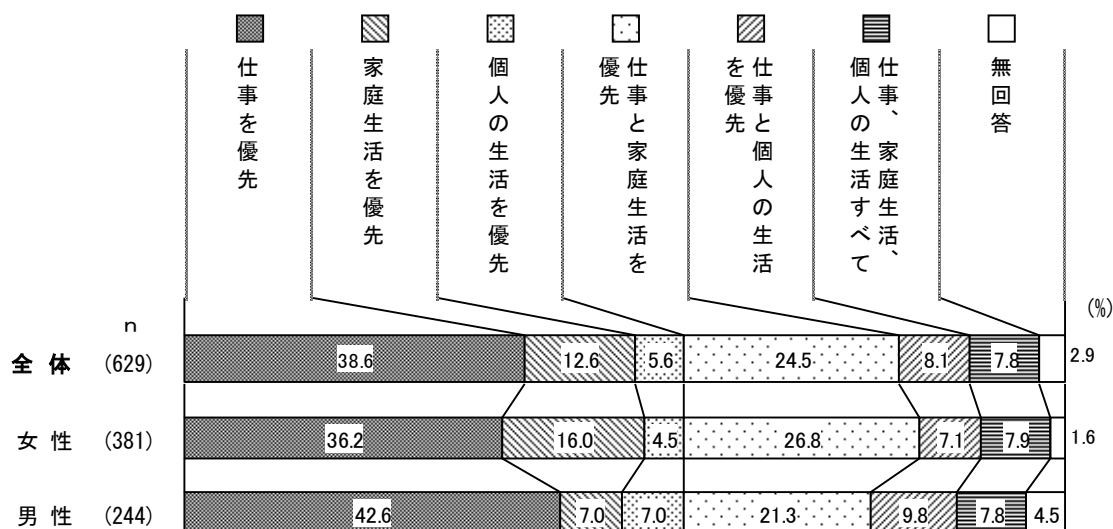 仕事を優先
家庭生活を優先
個人の生活を優先
仕事と家庭生活を
優先
仕事と個人の生活
を優先
仕事、家庭生活、
個人の生活すべて
無回答
(%)
n
全体 (629) 38.6 12.6 5.6 24.5 8.1 7.8 2.9
女性 (381) 36.2 16.0 4.5 26.8 7.1 7.9 1.6
男性 (244) 42.6 7.0 7.0 21.3 9.8 7.8 4.5